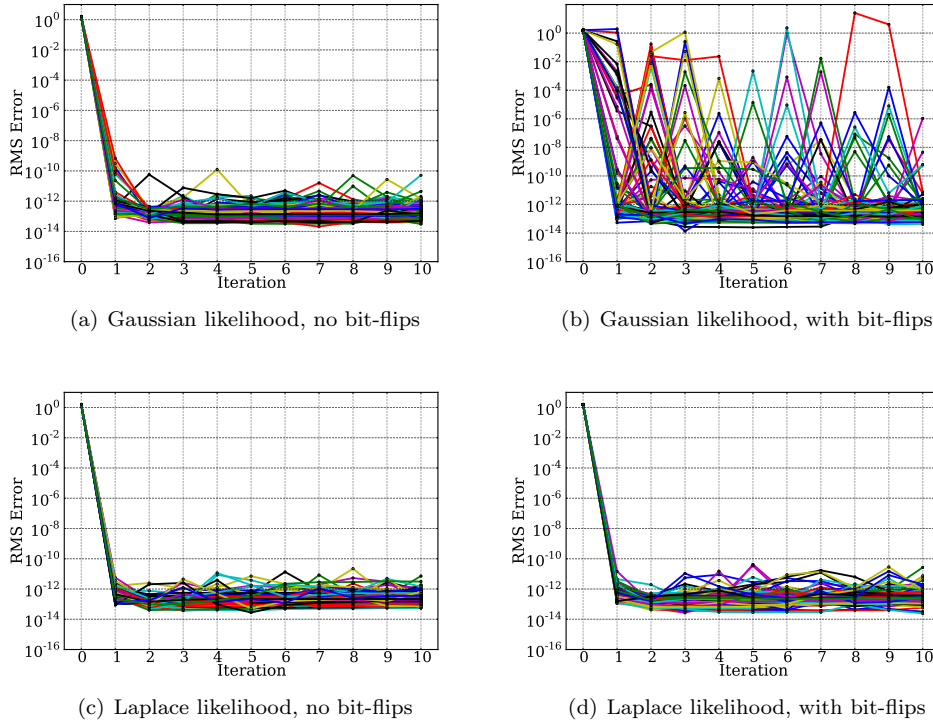 10^0
10^-2
10^-4
10^-6
10^-8
10^-10
10^-12
10^-14
10^-16
RMS Error
0 1 2 3 4 5 6 7 8 9 10
Iteration
(a) Gaussian likelihood, no bit-flips
10^0
10^-2
10^-4
10^-6
10^-8
10^-10
10^-12
10^-14
10^-16
RMS Error
0 1 2 3 4 5 6 7 8 9 10
Iteration
(b) Gaussian likelihood, with bit-flips
10^0
10^-2
10^-4
10^-6
10^-8
10^-10
10^-12
10^-14
10^-16
RMS Error
0 1 2 3 4 5 6 7 8 9 10
Iteration
(c) Laplace likelihood, no bit-flips
10^0
10^-2
10^-4
10^-6
10^-8
10^-10
10^-12
10^-14
10^-16
RMS Error
0 1 2 3 4 5 6 7 8 9 10
Iteration
(d) Laplace likelihood, with bit-flips